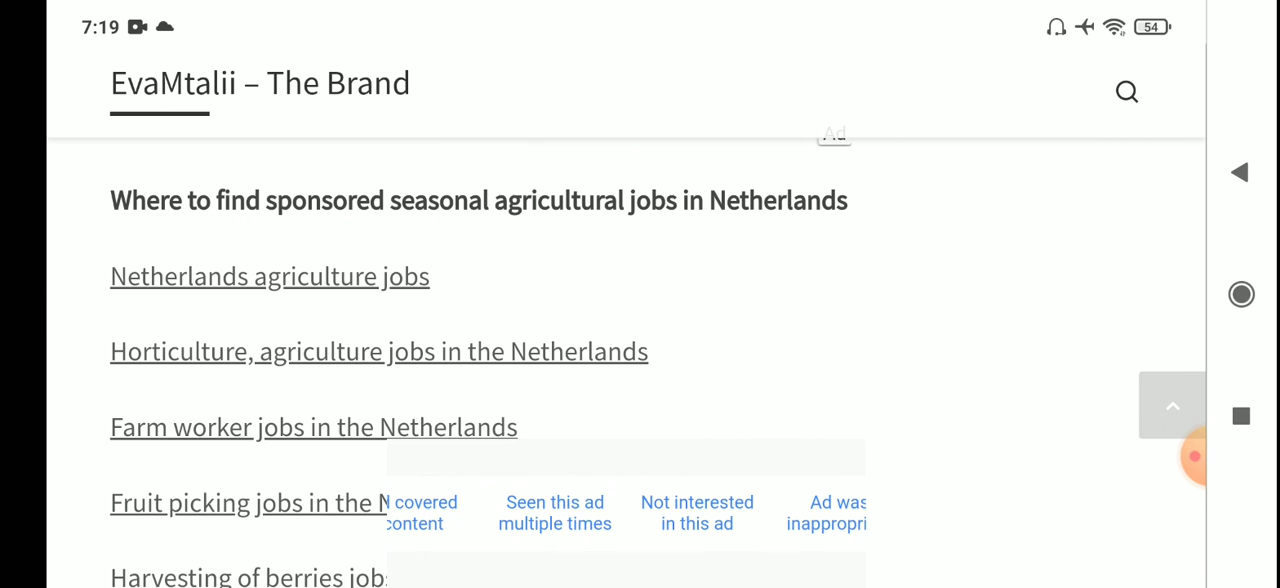 7:19
54
EvaMtalii – The Brand
Ad
Where to find sponsored seasonal agricultural jobs in Netherlands
Netherlands agriculture jobs
Horticulture, agriculture jobs in the Netherlands
Farm worker jobs in the Netherlands
Fruit picking jobs in the
covered content
Seen this ad multiple times
Not interested in this ad
Ad was inappropri
Harvesting of berries job